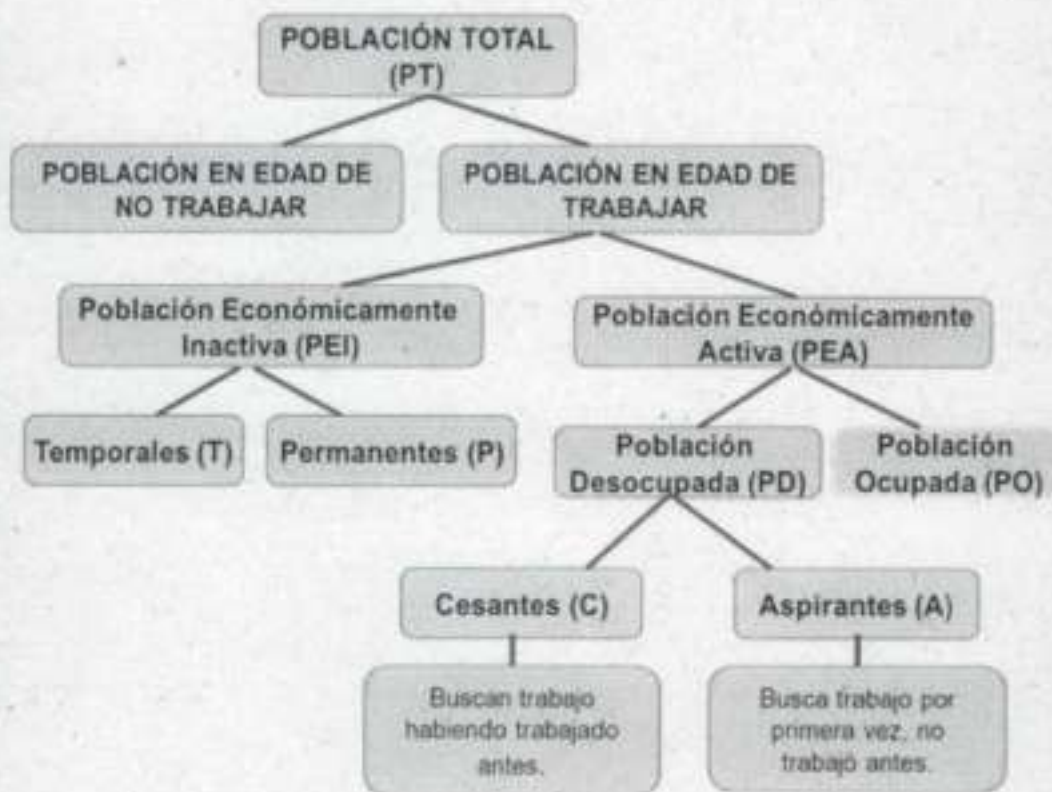 POBLACIÓN TOTAL
(PT)
POBLACIÓN EN EDAD DE
NO TRABAJAR
POBLACIÓN EN EDAD DE
TRABAJAR
Población Económicamente
Inactiva (PEI)
Población Económicamente
Activa (PEA)
Temporales (T)
Permanentes (P)
Población
Desocupada (PD)
Población
Ocupada (PO)
Cesantes (C)
Aspirantes (A)
Buscan trabajo
habiendo trabajado
antes.
Busca trabajo por
primera vez, no
trabajó antes.